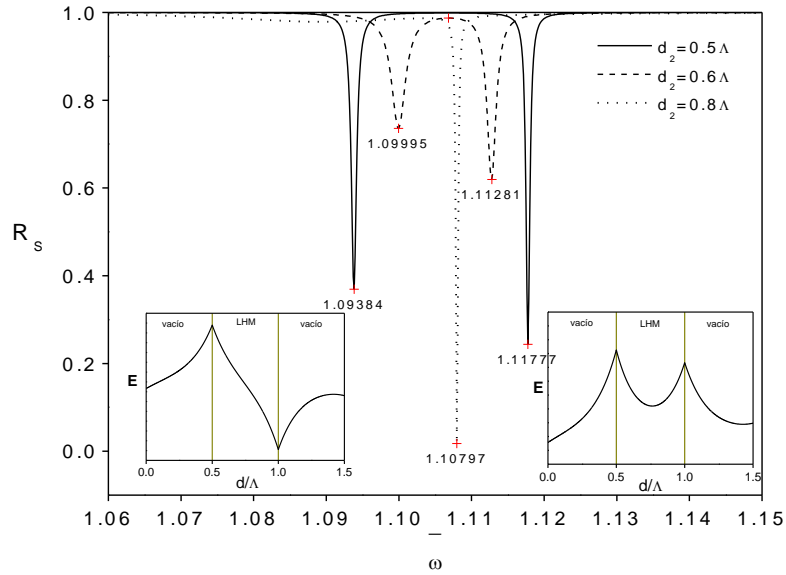 1.0
0.8
0.6
0.4
0.2
0.0
R S
d 2 = 0.5 Λ
d 2 = 0.6 Λ
d 2 = 0.8 Λ
1.09995
1.11281
1.09384
1.11777
1.10797
vacío LHM vacío
E
0.0 0.5 1.0 1.5
d/Λ
vacío LHM vacío
E
0.0 0.5 1.0 1.5
d/Λ
1.06 1.07 1.08 1.09 1.10 1.11 1.12 1.13 1.14 1.15
ω